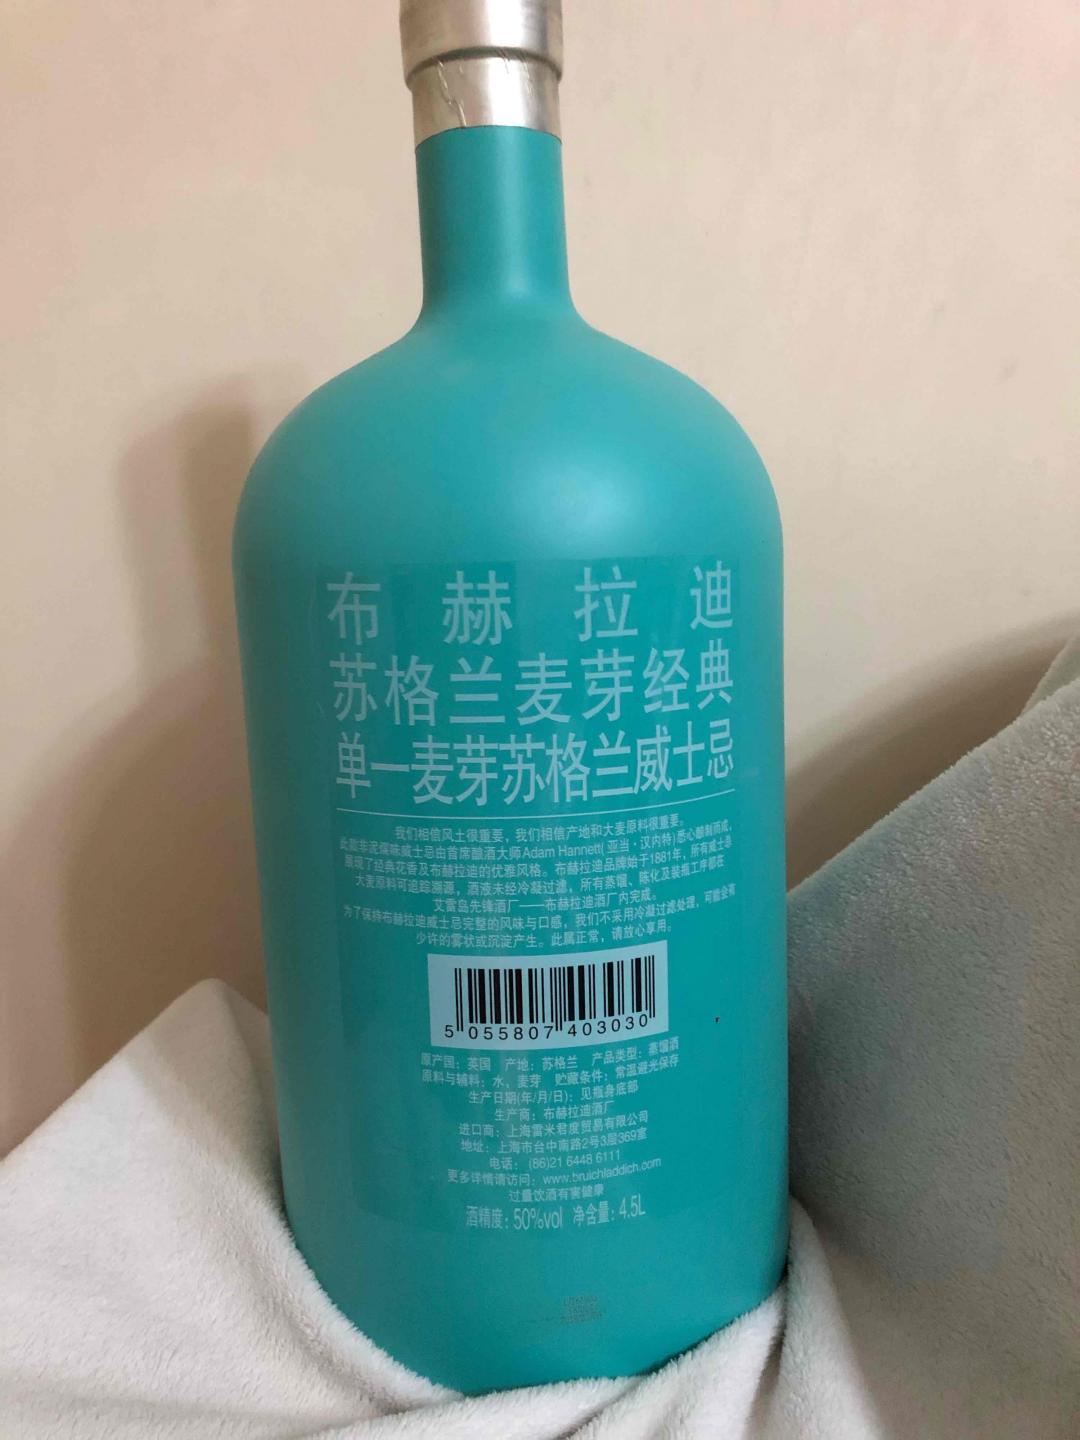 布赫拉迪
苏格兰麦芽经典
单一麦芽苏格兰威士忌
我们相信风土很重要，我们相信产地和大麦原料很重要。
此款非泥煤味威士忌由首席酿酒大师Adam Hannett(亚当·汉内特)悉心酿制而成，
展现了经典花香及布赫拉迪的优雅风格。布赫拉迪品牌始于1881年，所有威士忌
大麦原料可追踪溯源，酒液未经冷凝过滤，所有蒸馏、陈化及装瓶工序都在
艾雷岛先锋酒厂——布赫拉迪酒厂内完成。
为了保持布赫拉迪威士忌完整的风味与口感，我们不采用冷凝过滤处理，可能会有
少许的雾状或沉淀产生。此属正常，请放心享用。
5 055807 403030
原产国：英国 产地：苏格兰 产品类型：蒸馏酒
原料与辅料：水、麦芽 贮藏条件：常温避光保存
生产日期(年/月/日)：见瓶身底部
生产商：布赫拉迪酒厂
进口商：上海雷米君度贸易有限公司
地址：上海市台中南路2号3层369室
电话：(86)21 6448 6111
更多详情请访问：www.bruichladdich.com
过量饮酒有害健康
酒精度：50%vol 净含量：4.5L